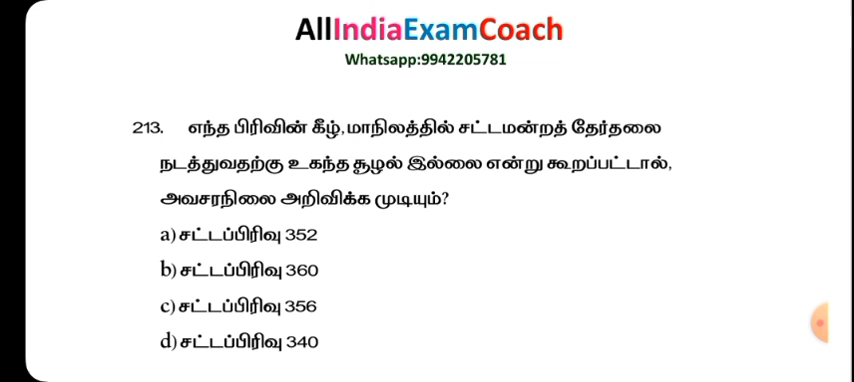 AllIndiaExamCoach
Whatsapp:9942205781
213. எந்த பிரிவின் கீழ்,மாநிலத்தில் சட்டமன்றத் தேர்தலை
நடத்துவதற்கு உகந்த சூழல் இல்லை என்று கூறப்பட்டால்,
அவசரநிலை அறிவிக்க முடியும்?
a)சட்டப்பிரிவு 352
b)சட்டப்பிரிவு 360
c)சட்டப்பிரிவு 356
d)சட்டப்பிரிவு 340